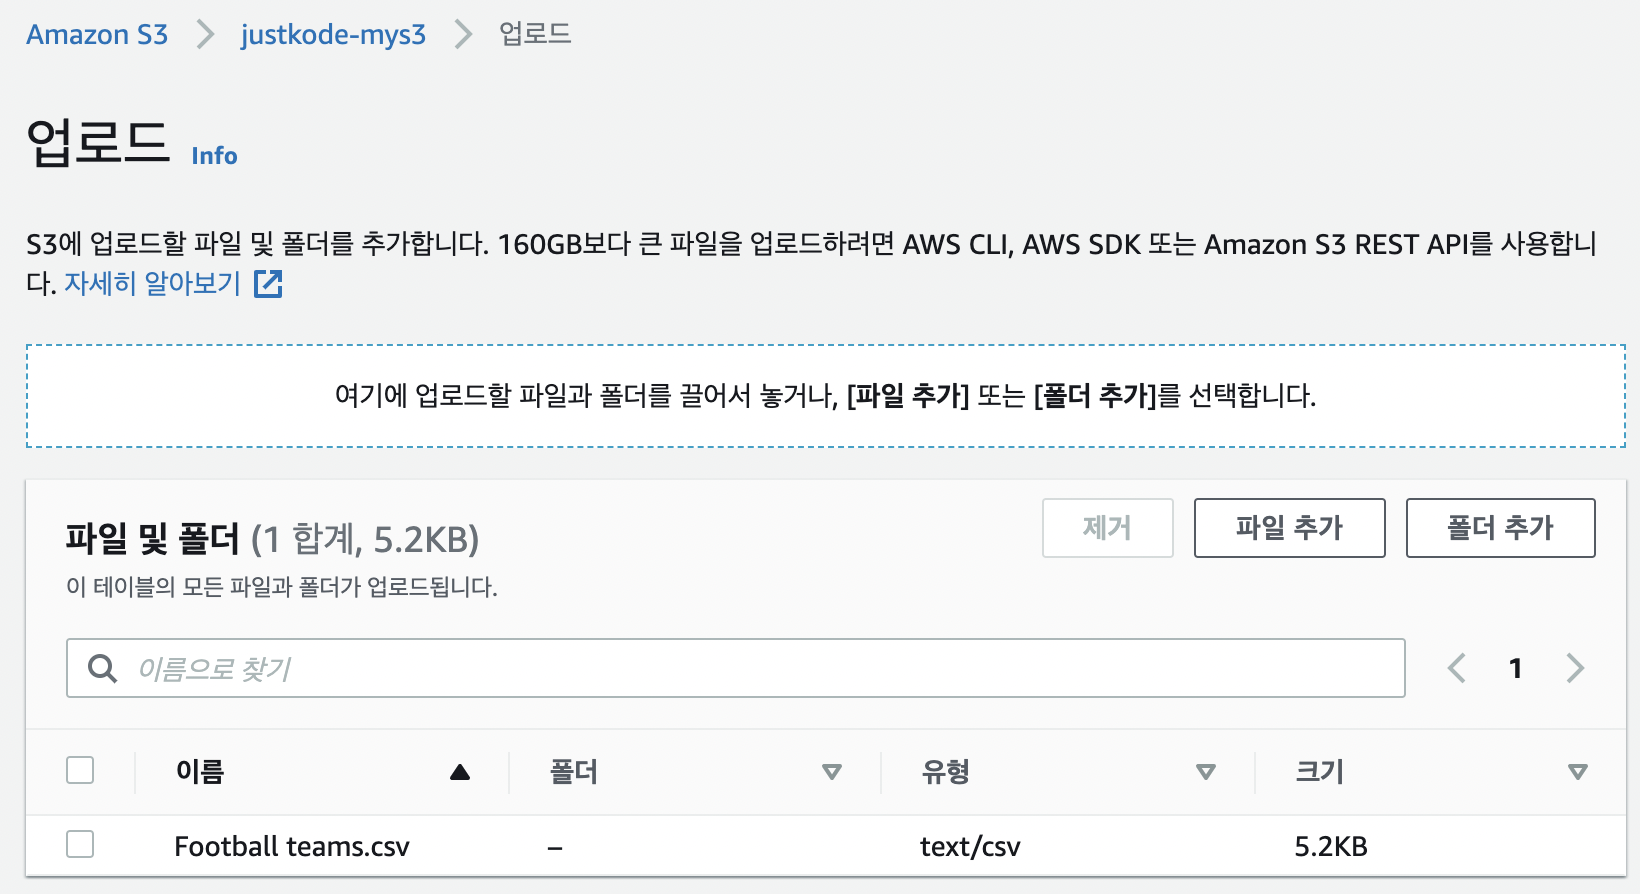 Amazon S3 > justkode-mys3 > 업로드
업로드 Info
S3에 업로드할 파일 및 폴더를 추가합니다. 160GB보다 큰 파일을 업로드하려면 AWS CLI, AWS SDK 또는 Amazon S3 REST API를 사용합니
다. 자세히 알아보기
여기에 업로드할 파일과 폴더를 끌어서 놓거나, [파일 추가] 또는 [폴더 추가]를 선택합니다.
파일 및 폴더 (1 합계, 5.2KB) 제거 파일 추가 폴더 추가
이 테이블의 모든 파일과 폴더가 업로드됩니다.
이름으로 찾기 < 1 >
이름 폴더 유형 크기
Football teams.csv – text/csv 5.2KB